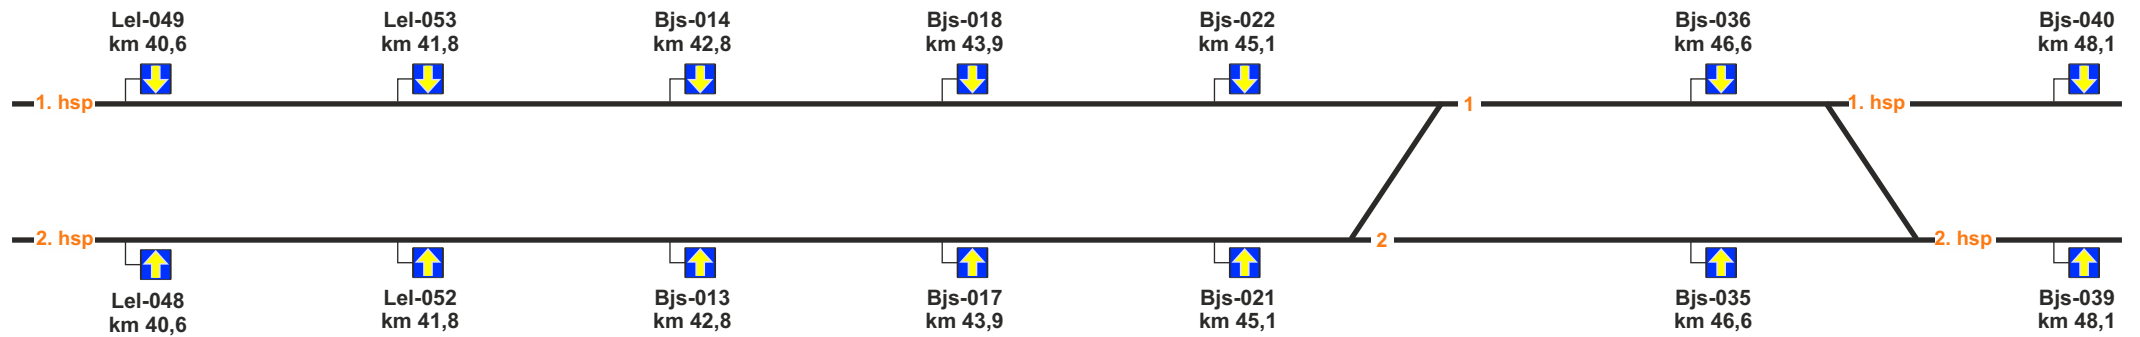 Lel-049
km 40,6
Lel-053
km 41,8
Bjs-014
km 42,8
Bjs-018
km 43,9
Bjs-022
km 45,1
Bjs-036
km 46,6
Bjs-040
km 48,1
1. hsp
1
1. hsp
2. hsp
2
2. hsp
Lel-048
km 40,6
Lel-052
km 41,8
Bjs-013
km 42,8
Bjs-017
km 43,9
Bjs-021
km 45,1
Bjs-035
km 46,6
Bjs-039
km 48,1